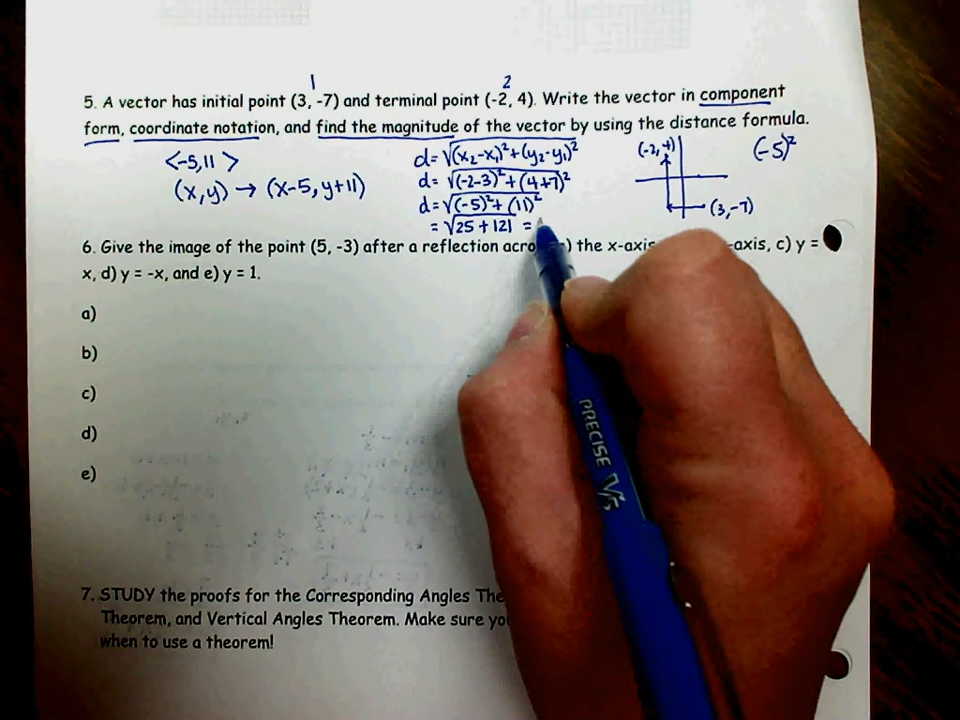 1 2
5. A vector has initial point (3, -7) and terminal point (-2, 4). Write the vector in component
form, coordinate notation, and find the magnitude of the vector by using the distance formula.
<-5,11>
(x,y) → (x-5, y+11)
d=√(x₂-x₁)²+(y₂-y₁)²
d=√(-2-3)²+(4+7)²
d=√(-5)²+(11)²
=√25+121 =
(-2,4)
(3,-7)
(-5)²
6. Give the image of the point (5, -3) after a reflection the x-axis -axis, c) y =
x, d) y = -x, and e) y = 1.
a)
b)
c)
d)
e)
7. STUDY the proofs for the Corresponding Angles
Theorem, and Vertical Angles Theorem. Make sure
when to use a theorem!
PRECISE V5